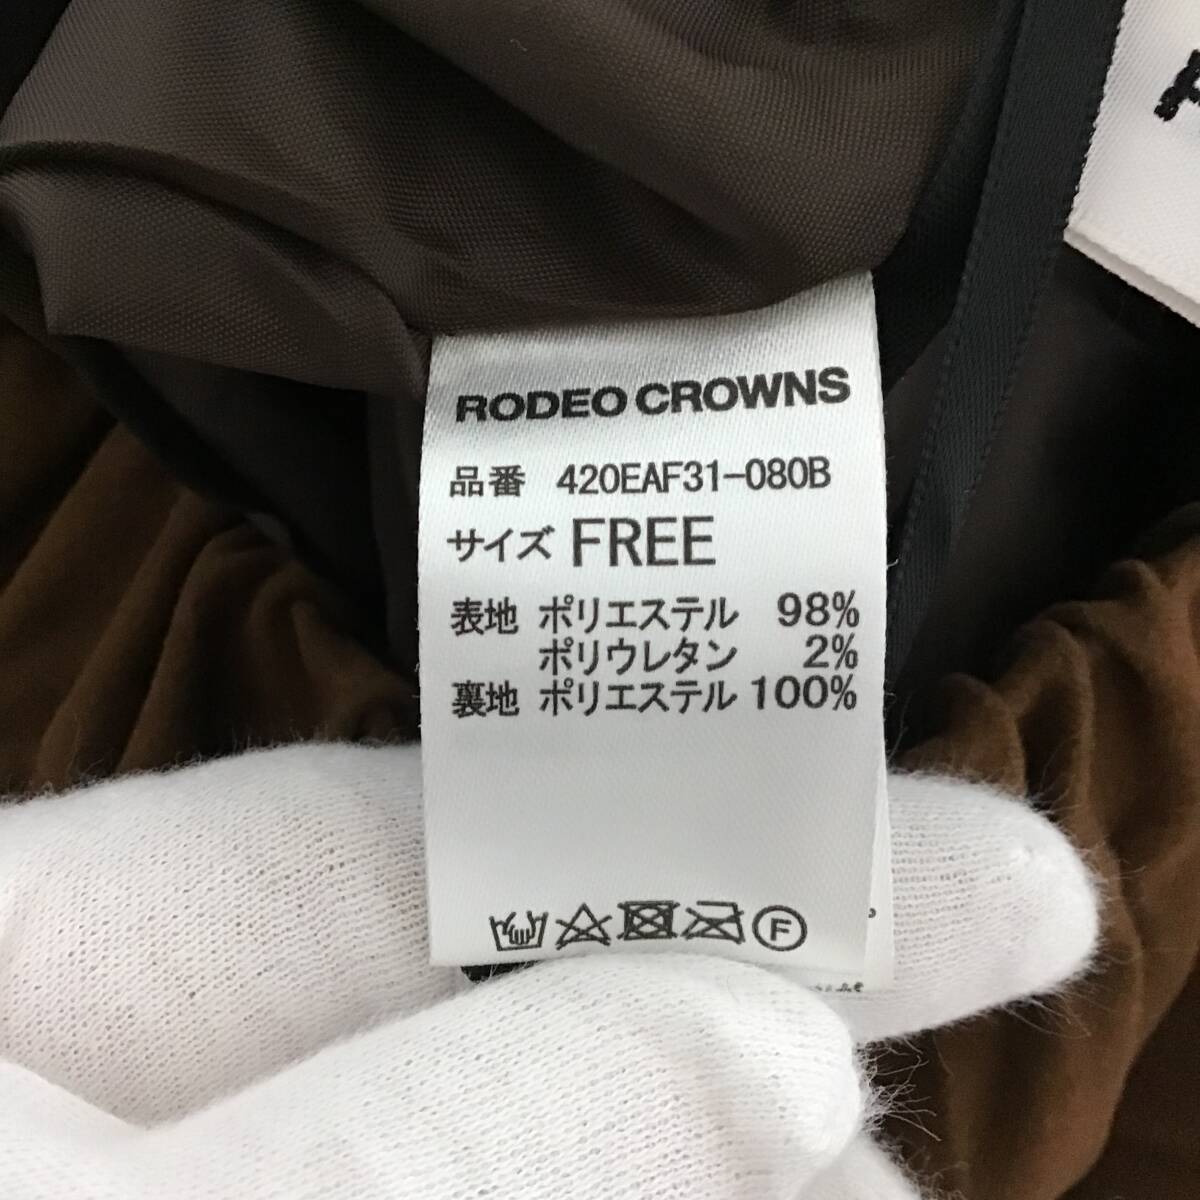 RODEO CROWNS
品番 420EAF31-080B
サイズ FREE
表地 ポリエステル 98%
ポリウレタン 2%
裏地 ポリエステル 100%
F